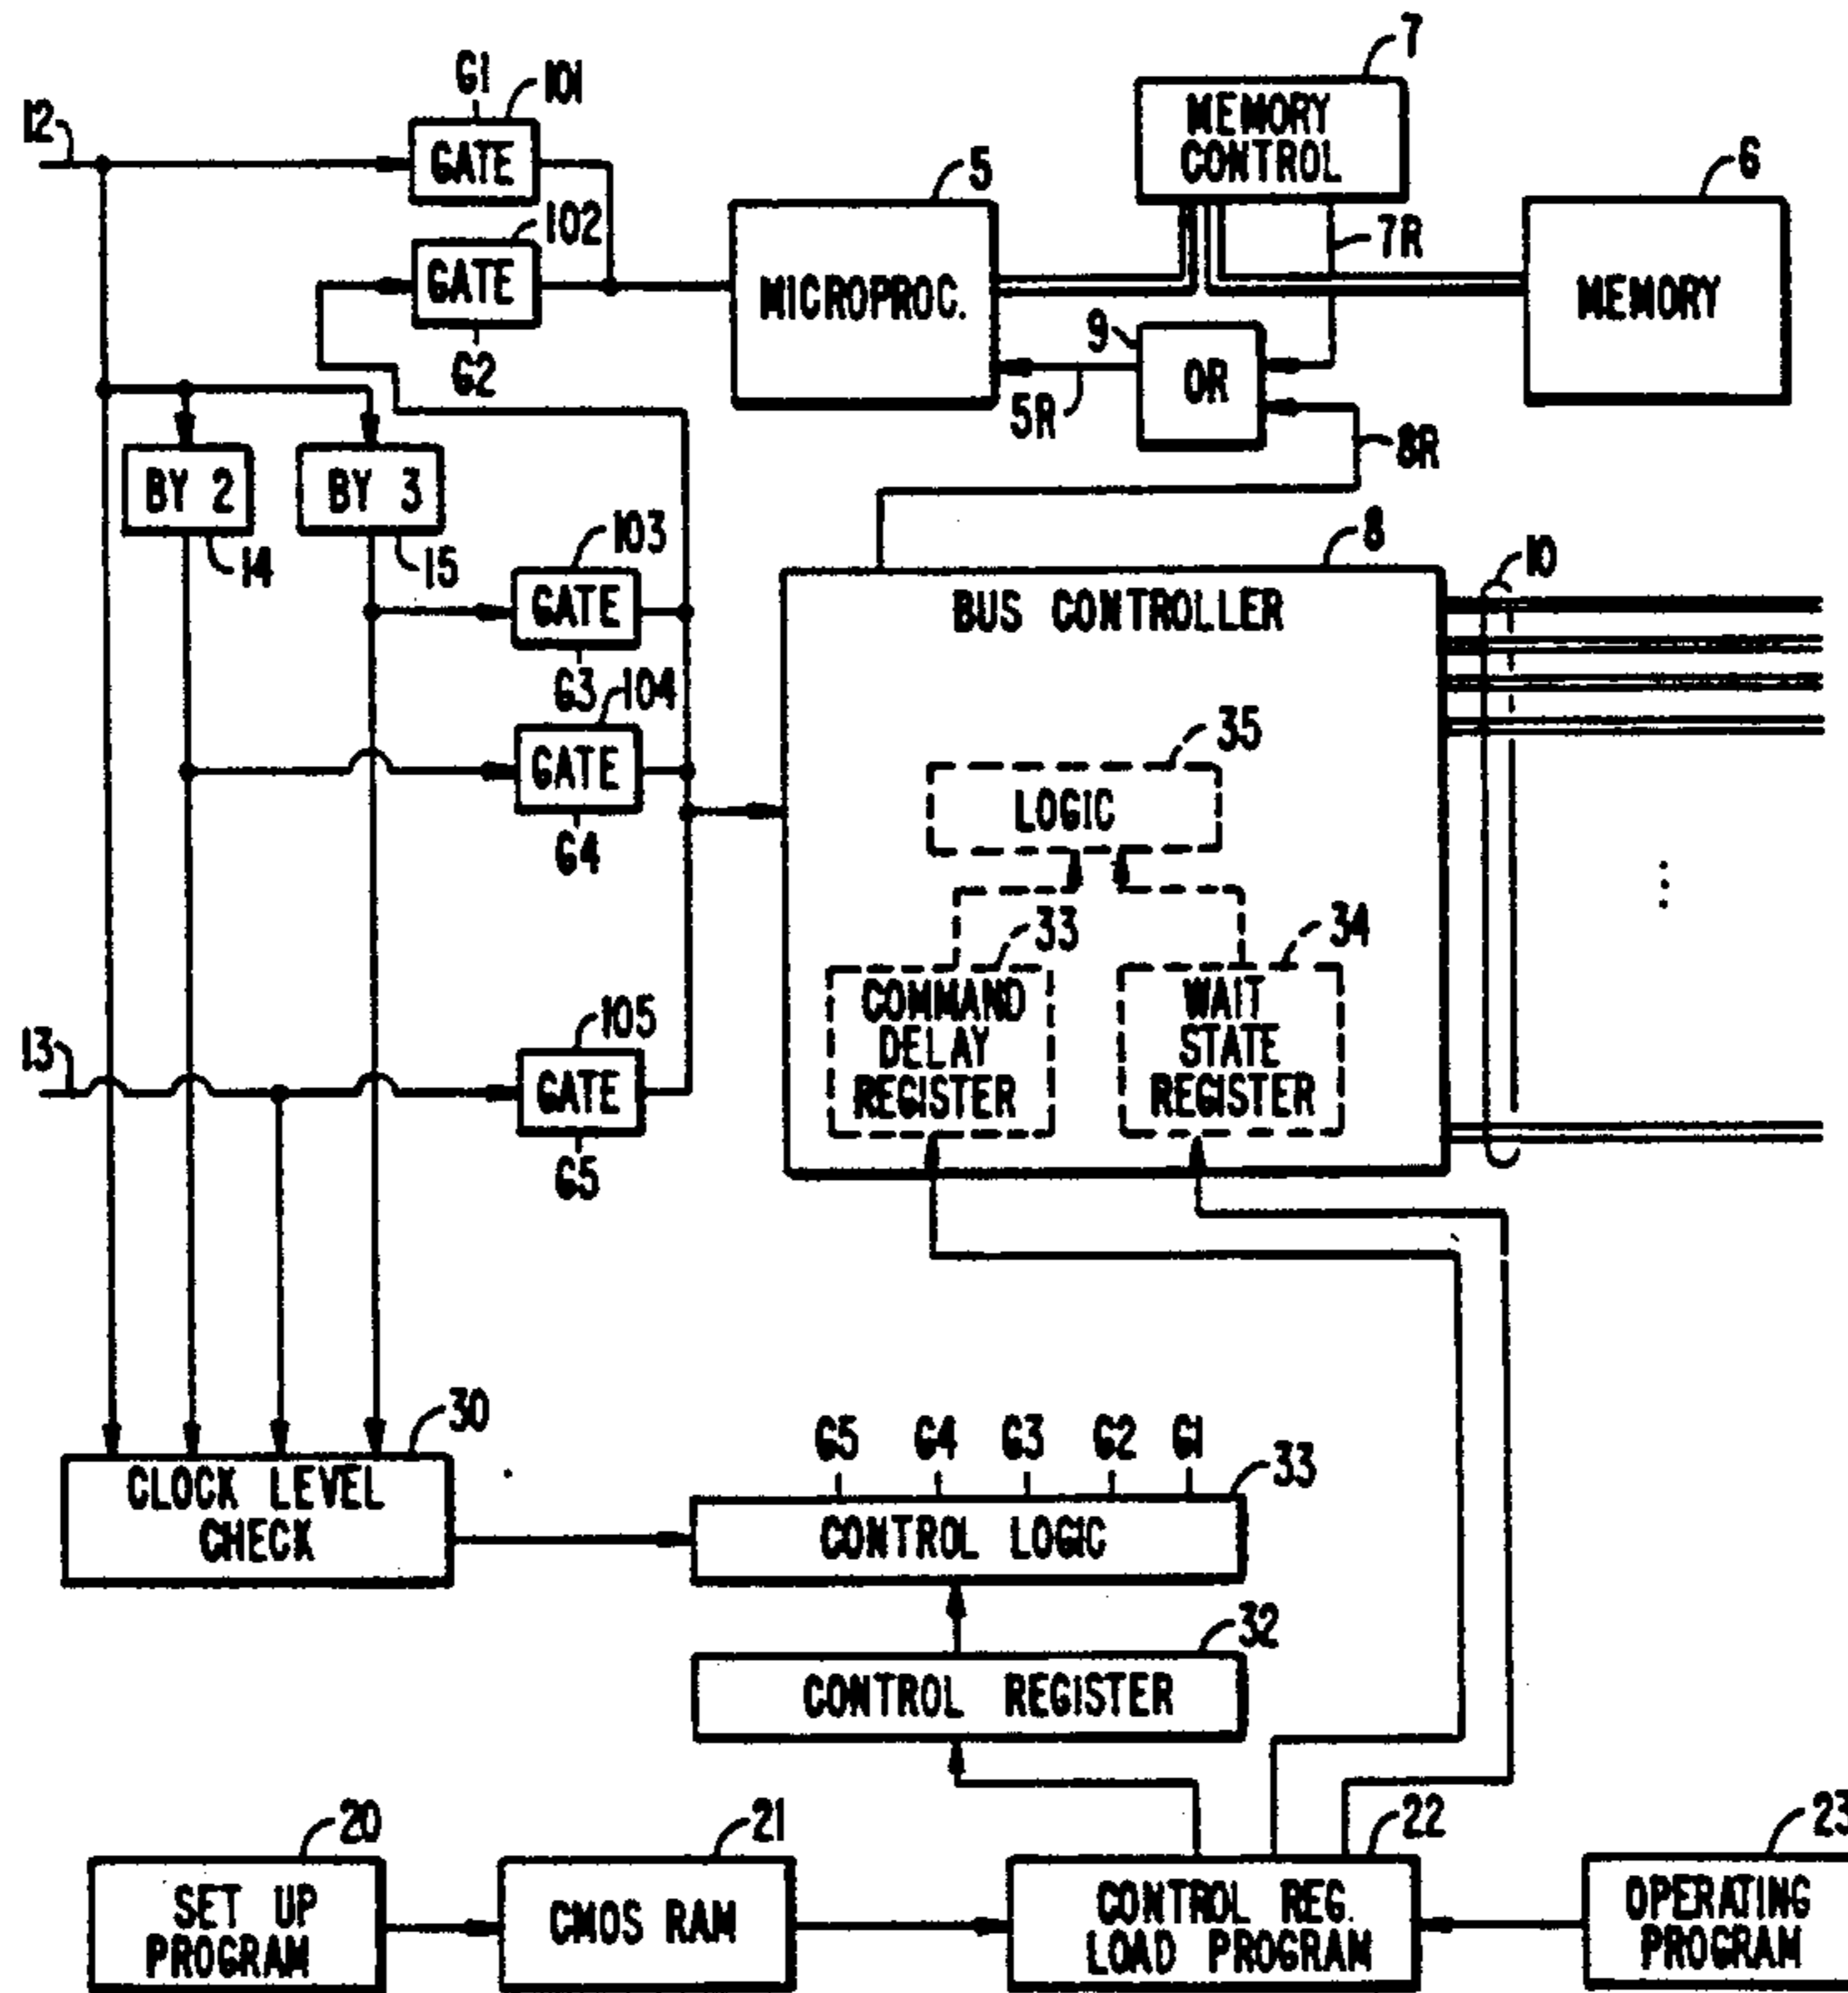 7
G1
101
12
GATE
MEMORY
CONTROL
5
6
102
7R
GATE
MICROPROC.
MEMORY
G2
9
OR
5R
8R
BY 2
BY 3
14
15
103
8
10
GATE
BUS CONTROLLER
G3
104
35
GATE
LOGIC
G4
33
34
COMMAND
DELAY
REGISTER
WAIT
STATE
REGISTER
105
13
GATE
G5
30
G5
G4
G3
G2
G1
33
CLOCK LEVEL
CHECK
CONTROL LOGIC
32
CONTROL REGISTER
20
21
22
23
SET UP
PROGRAM
CMOS RAM
CONTROL REG.
LOAD PROGRAM
OPERATING
PROGRAM